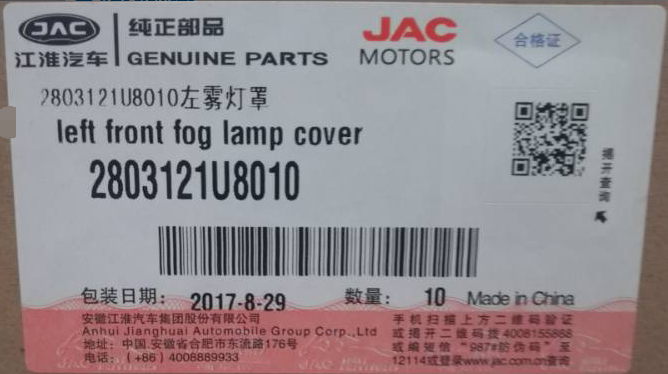 JAC 纯正部品 JAC 合格证
江淮汽车 GENUINE PARTS MOTORS
2803121U8010左雾灯罩
left front fog lamp cover
2803121U8010
揭开查询
包装日期: 2017-8-29 数量: 10 Made in China
安徽江淮汽车集团股份有限公司
Anhui Jianghuai Automobile Group Corp.,Ltd
地址: 中国.安徽省合肥市东流路176号
电话: (+86) 4008889933
手机扫描上方二维码验证
或揭开二维码拨4008155888
或编辑短信“987#防伪码”至
12114或登录www.jac.com.cn查询